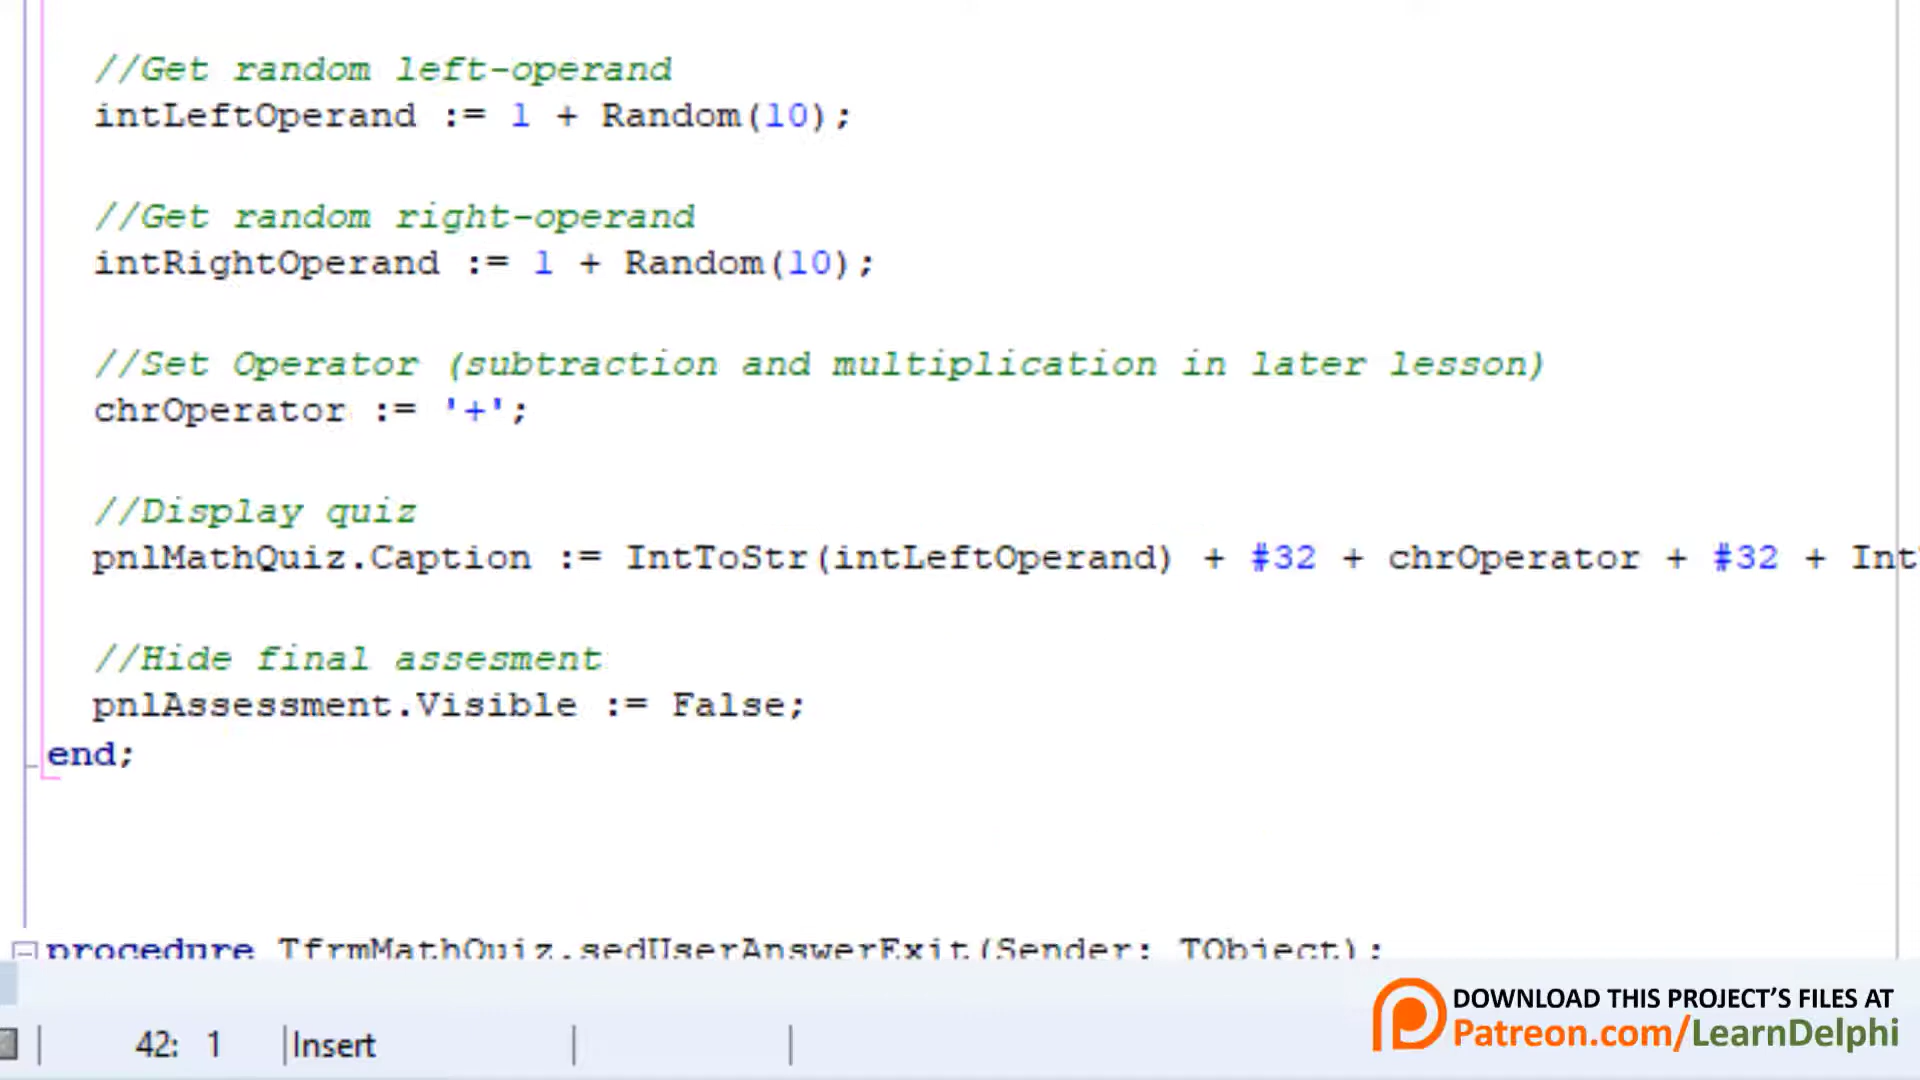 //Get random left-operand
intLeftOperand := 1 + Random(10);
//Get random right-operand
intRightOperand := 1 + Random(10);
//Set Operator (subtraction and multiplication in later lesson)
chrOperator := '+';
//Display quiz
pnlMathQuiz.Caption := IntToStr(intLeftOperand) + #32 + chrOperator + #32 + Int
//Hide final assesment
pnlAssessment.Visible := False;
end;
procedure TfrmMathQuiz.sedUserAnswerExit(Sender: TObject);
42: 1 Insert
DOWNLOAD THIS PROJECT'S FILES AT
Patreon.com/LearnDelphi